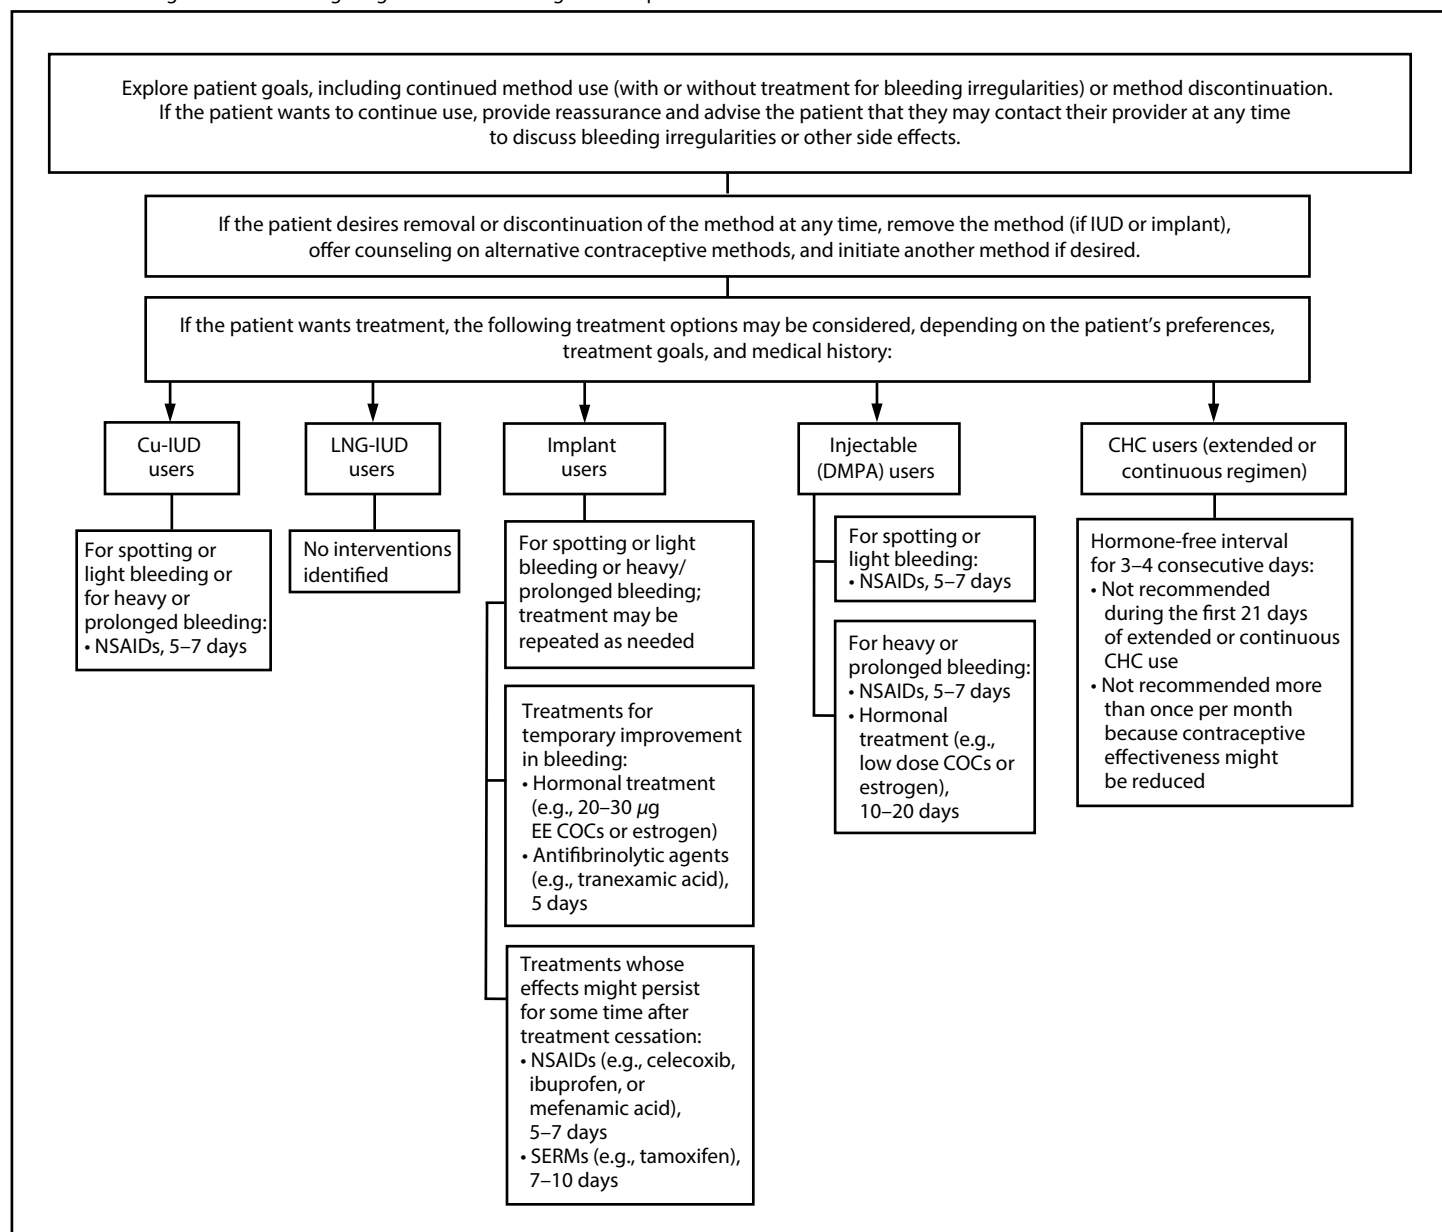 Explore patient goals, including continued method use (with or without treatment for bleeding irregularities) or method discontinuation.
If the patient wants to continue use, provide reassurance and advise the patient that they may contact their provider at any time
to discuss bleeding irregularities or other side effects.
If the patient desires removal or discontinuation of the method at any time, remove the method (if IUD or implant),
offer counseling on alternative contraceptive methods, and initiate another method if desired.
If the patient wants treatment, the following treatment options may be considered, depending on the patient’s preferences,
treatment goals, and medical history:
Cu-IUD
users
For spotting or
light bleeding or
for heavy or
prolonged bleeding:
• NSAIDs, 5–7 days
LNG-IUD
users
No interventions
identified
Implant
users
For spotting or light
bleeding or heavy/
prolonged bleeding;
treatment may be
repeated as needed
Treatments for
temporary improvement
in bleeding:
• Hormonal treatment
(e.g., 20–30 µg
EE COCs or estrogen)
• Antifibrinolytic agents
(e.g., tranexamic acid),
5 days
Treatments whose
effects might persist
for some time after
treatment cessation:
• NSAIDs (e.g., celecoxib,
ibuprofen, or
mefenamic acid),
5–7 days
• SERMs (e.g., tamoxifen),
7–10 days
Injectable
(DMPA) users
For spotting or
light bleeding:
• NSAIDs, 5–7 days
For heavy or
prolonged bleeding:
• NSAIDs, 5–7 days
• Hormonal
treatment (e.g.,
low dose COCs or
estrogen),
10–20 days
CHC users (extended or
continuous regimen)
Hormone-free interval
for 3–4 consecutive days:
• Not recommended
during the first 21 days
of extended or continuous
CHC use
• Not recommended more
than once per month
because contraceptive
effectiveness might
be reduced